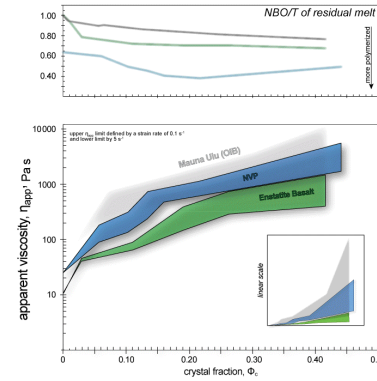 NBO/T of residual melt
1.00
0.80
0.60
0.40
more polymerized
upper ηapp limit defined by a strain rate of 0.1 s⁻¹
and lower limit by 5 s⁻¹
10000
1000
100
10
apparent viscosity, ηapp, Pa s
Mauna Ulu (OIB)
NVP
Enstatite Basalt
linear scale
0 0.10 0.20 0.30 0.40 0.
crystal fraction, Φc